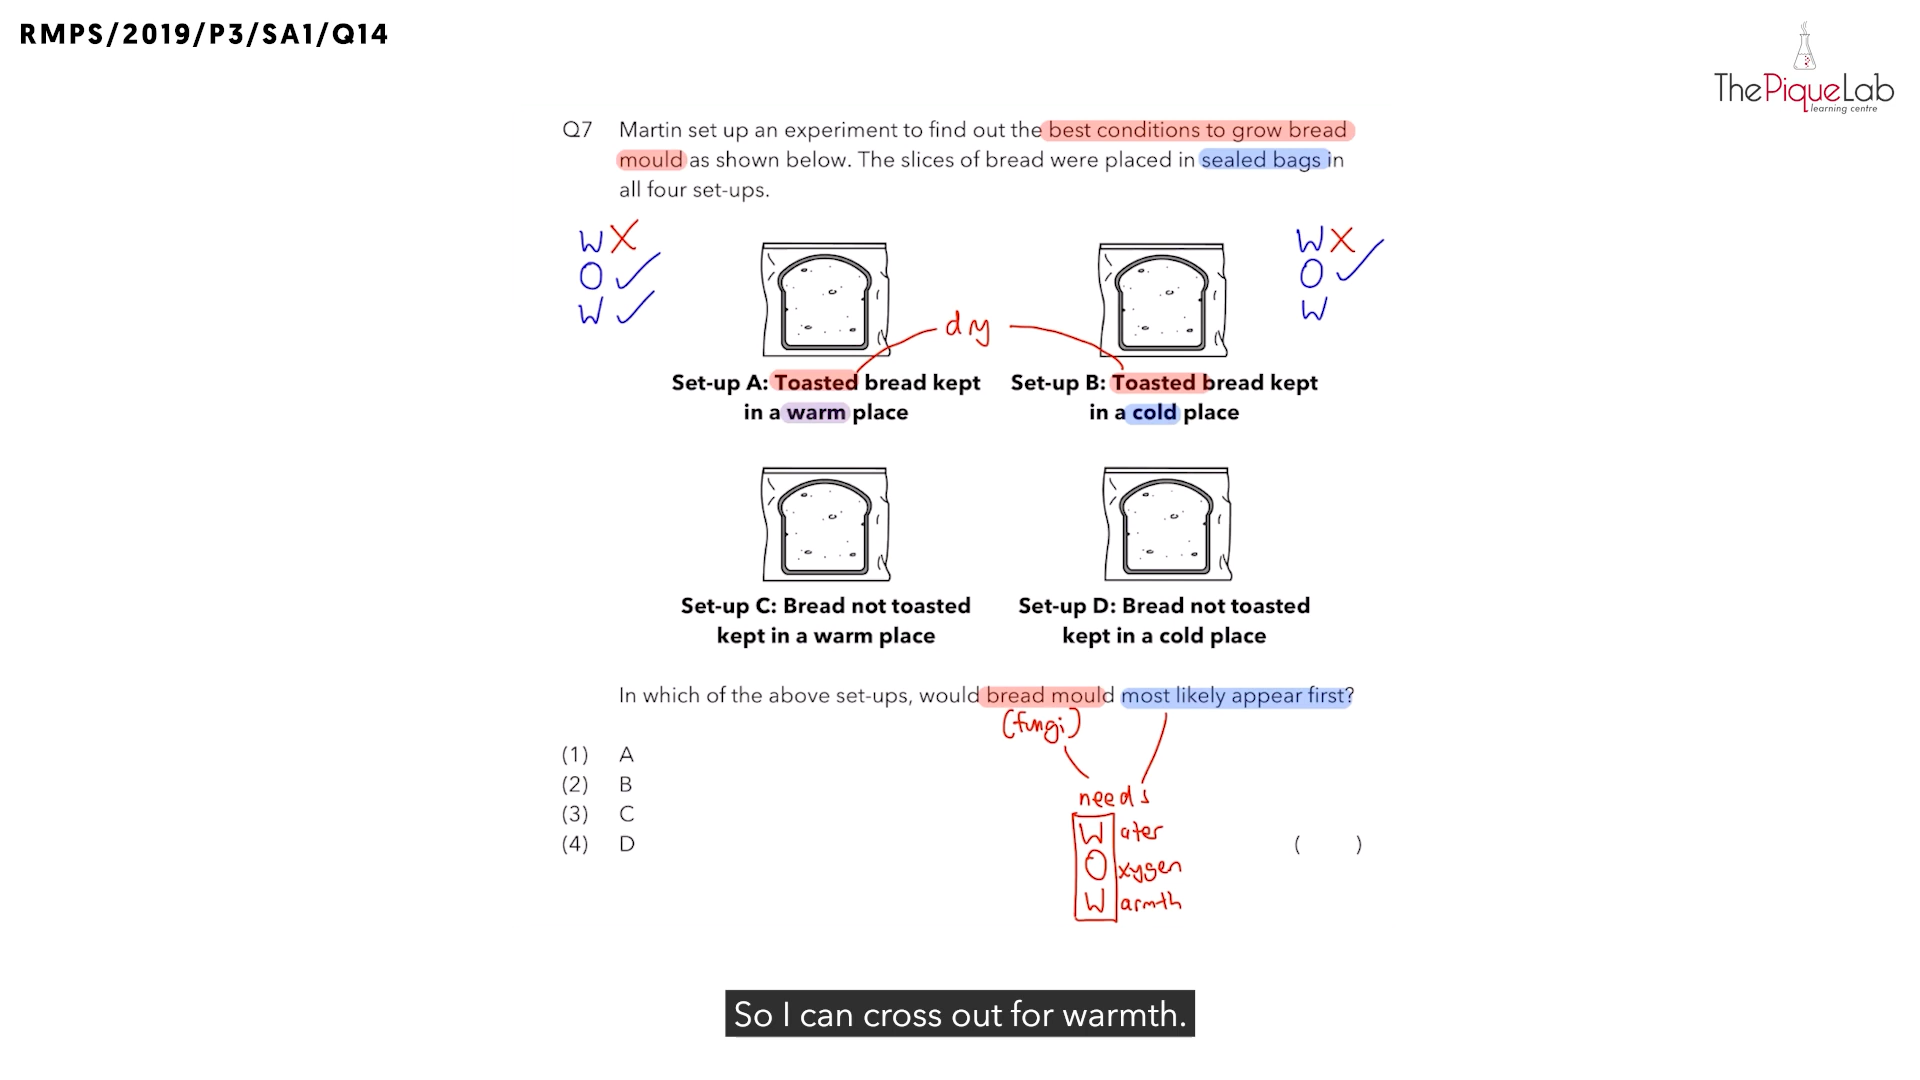 RMPS/2019/P3/SA1/Q14
ThePiqueLab
learning centre
Q7 Martin set up an experiment to find out the best conditions to grow bread
mould as shown below. The slices of bread were placed in sealed bags in
all four set-ups.
W X
O ✓
W ✓
W X
O ✓
W
dry
Set-up A: Toasted bread kept
in a warm place
Set-up B: Toasted bread kept
in a cold place
Set-up C: Bread not toasted
kept in a warm place
Set-up D: Bread not toasted
kept in a cold place
In which of the above set-ups, would bread mould most likely appear first?
(fungi)
needs
Water
Oxygen
Warmth
(1) A
(2) B
(3) C
(4) D ( )
So I can cross out for warmth.